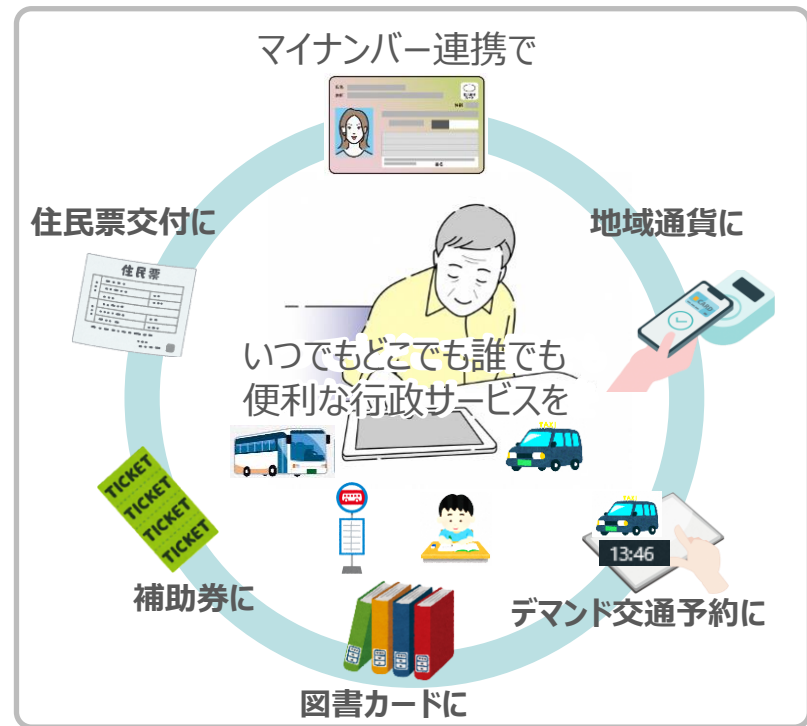 マイナンバー連携で
住民票交付に
地域通貨に
住民票
CARD
いつでもどこでも誰でも
便利な行政サービスを
TAXI
TICKET
TICKET
TICKET
TICKET
TAXI
13:46
補助券に
デマンド交通予約に
図書カードに